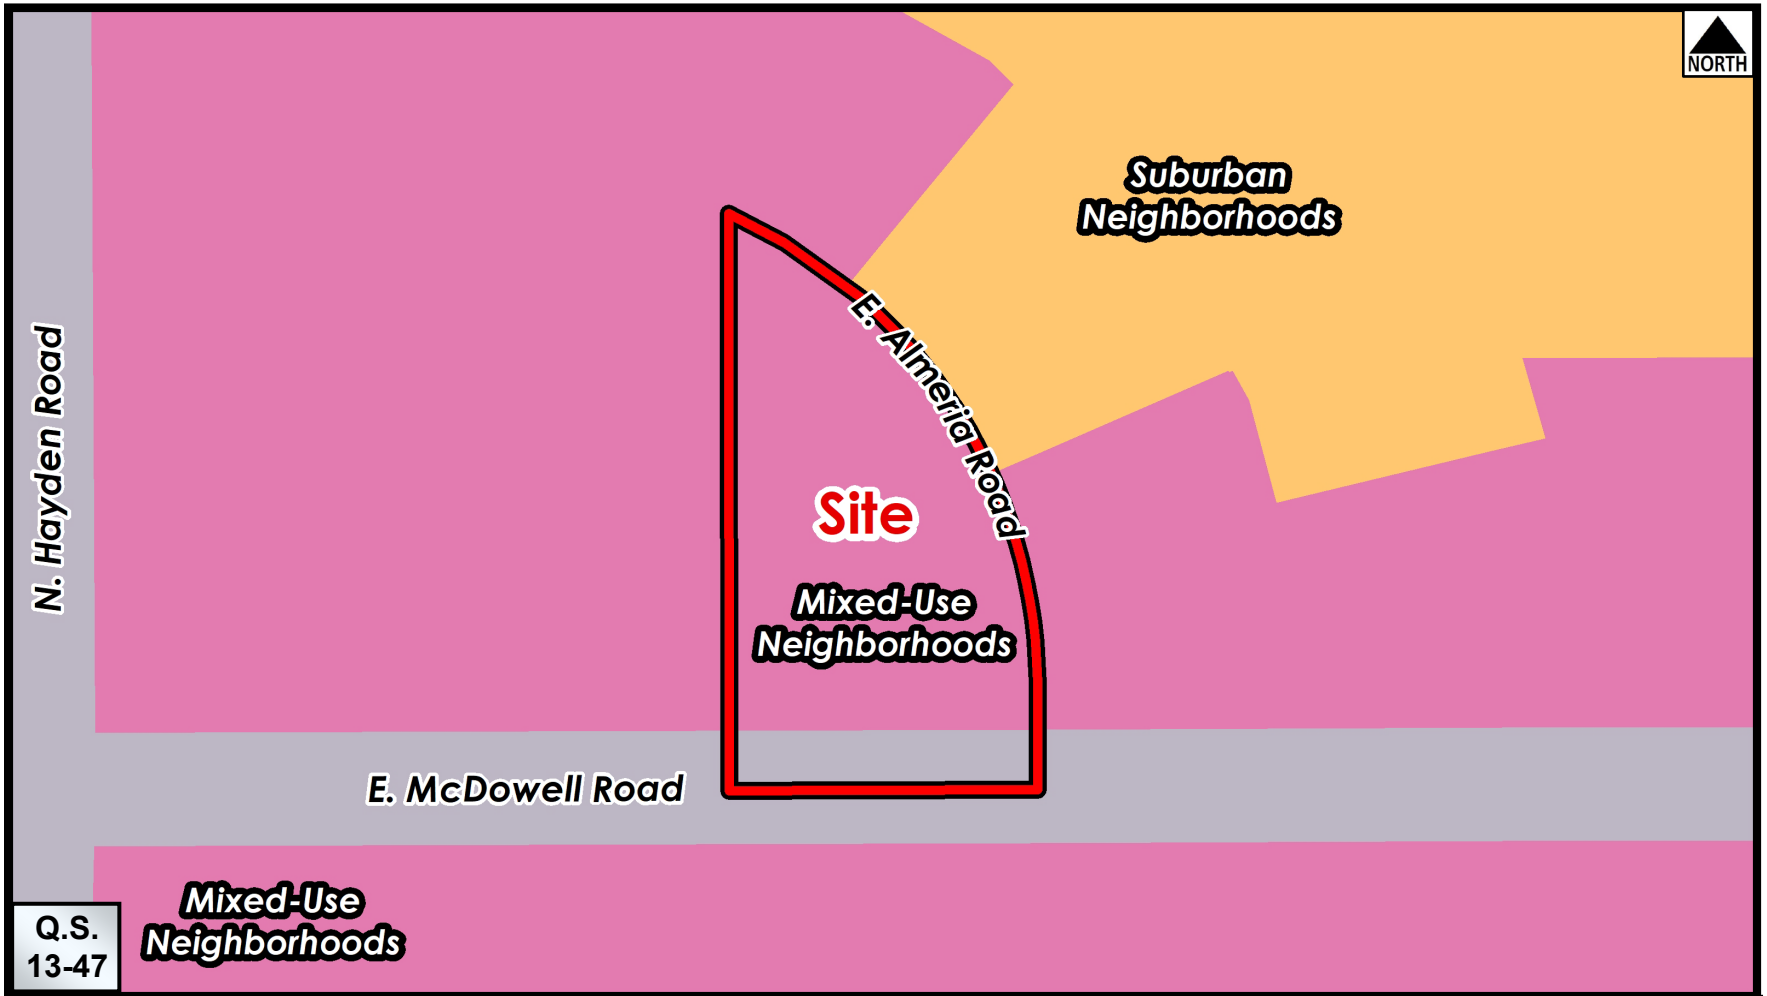 NORTH
Suburban
Neighborhoods
E. Almeria Road
N. Hayden Road
Site
Mixed-Use
Neighborhoods
E. McDowell Road
Mixed-Use
Neighborhoods
Q.S.
13-47